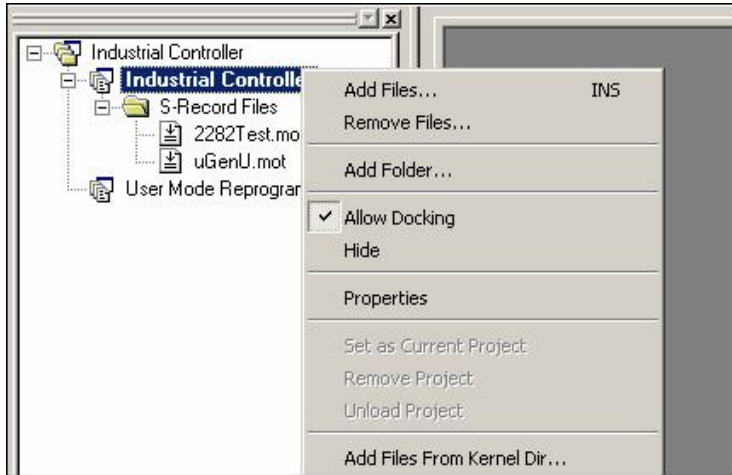 Industrial Controller
Industrial Controlle
S-Record Files
2282Test.mo
uGenU.mot
User Mode Reprogram
Add Files... INS
Remove Files...
Add Folder...
Allow Docking
Hide
Properties
Set as Current Project
Remove Project
Unload Project
Add Files From Kernel Dir...